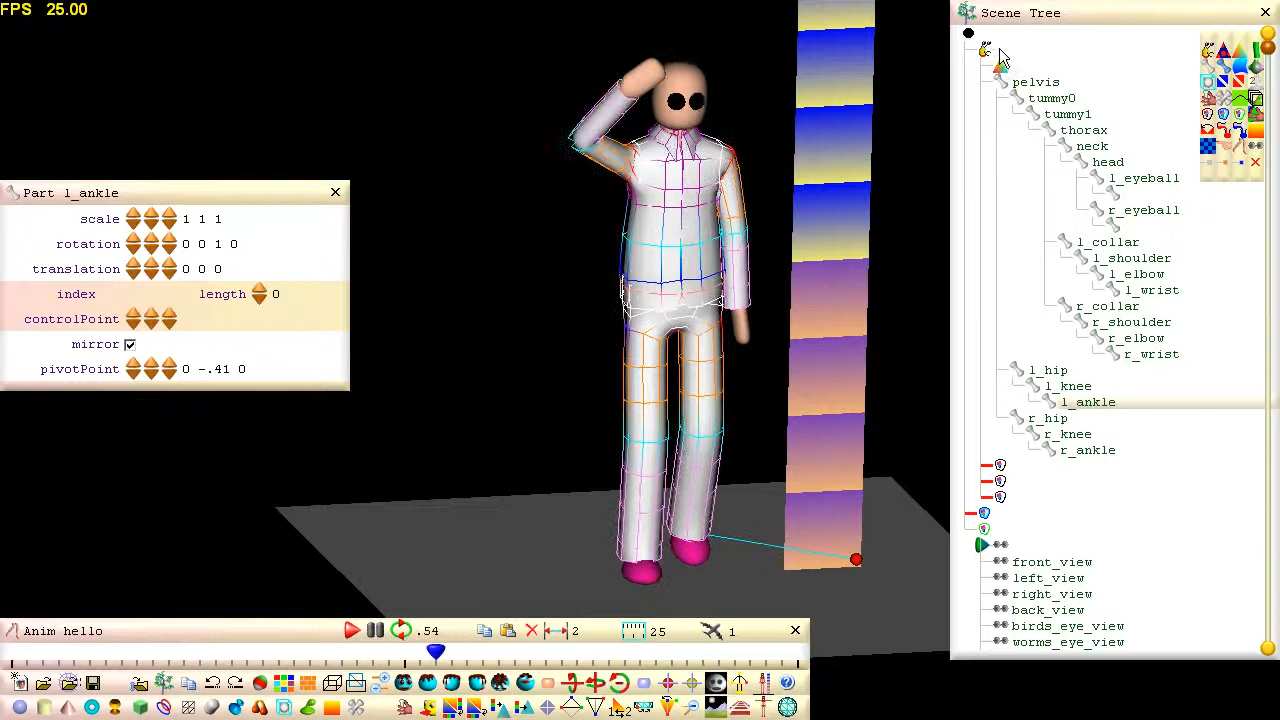 FPS 25.00
Scene Tree
pelvis
tummy0
tummy1
thorax
neck
head
l_eyeball
r_eyeball
l_collar
l_shoulder
l_elbow
l_wrist
r_collar
r_shoulder
r_elbow
r_wrist
l_hip
l_knee
l_ankle
r_hip
r_knee
r_ankle
front_view
left_view
right_view
back_view
birds_eye_view
worms_eye_view
Part l_ankle
scale 1 1 1
rotation 0 0 1 0
translation 0 0 0
index length 0
controlPoint
mirror
pivotPoint 0 -.41 0
Anim hello .54 2 25 1